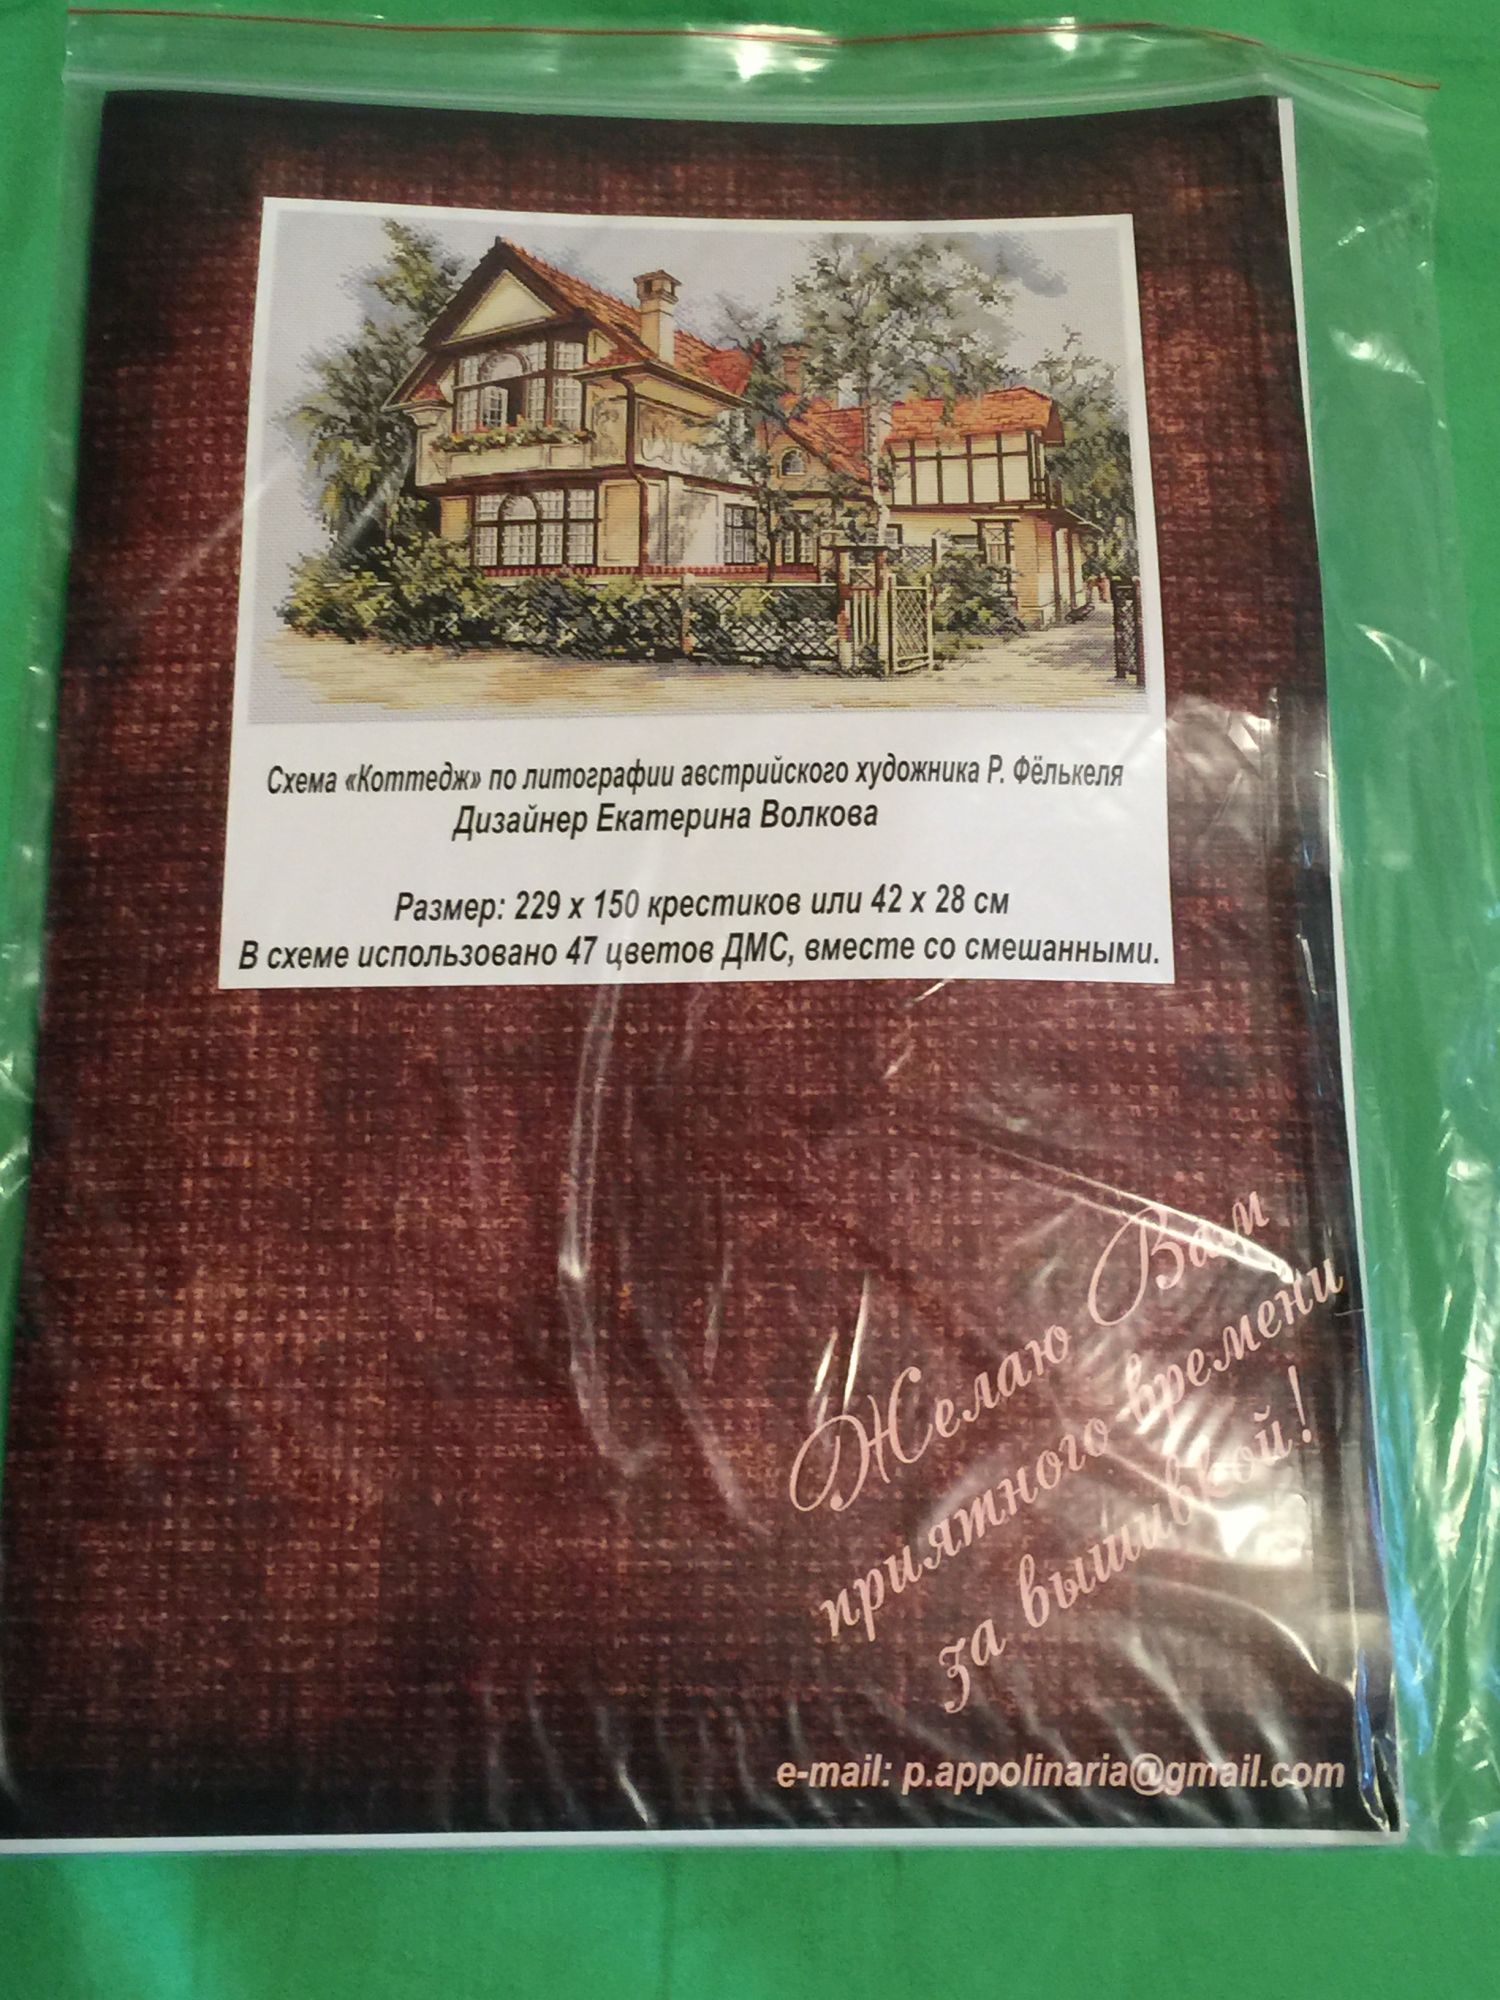 Схема «Коттедж» по литографии австрийского художника Р. Фёлькеля
Дизайнер Екатерина Волкова
Размер: 229 х 150 крестиков или 42 х 28 см
В схеме использовано 47 цветов ДМС, вместе со смешанными.
Желаю Вам
приятного времени
за вышивкой!
e-mail: p.appolinaria@gmail.com